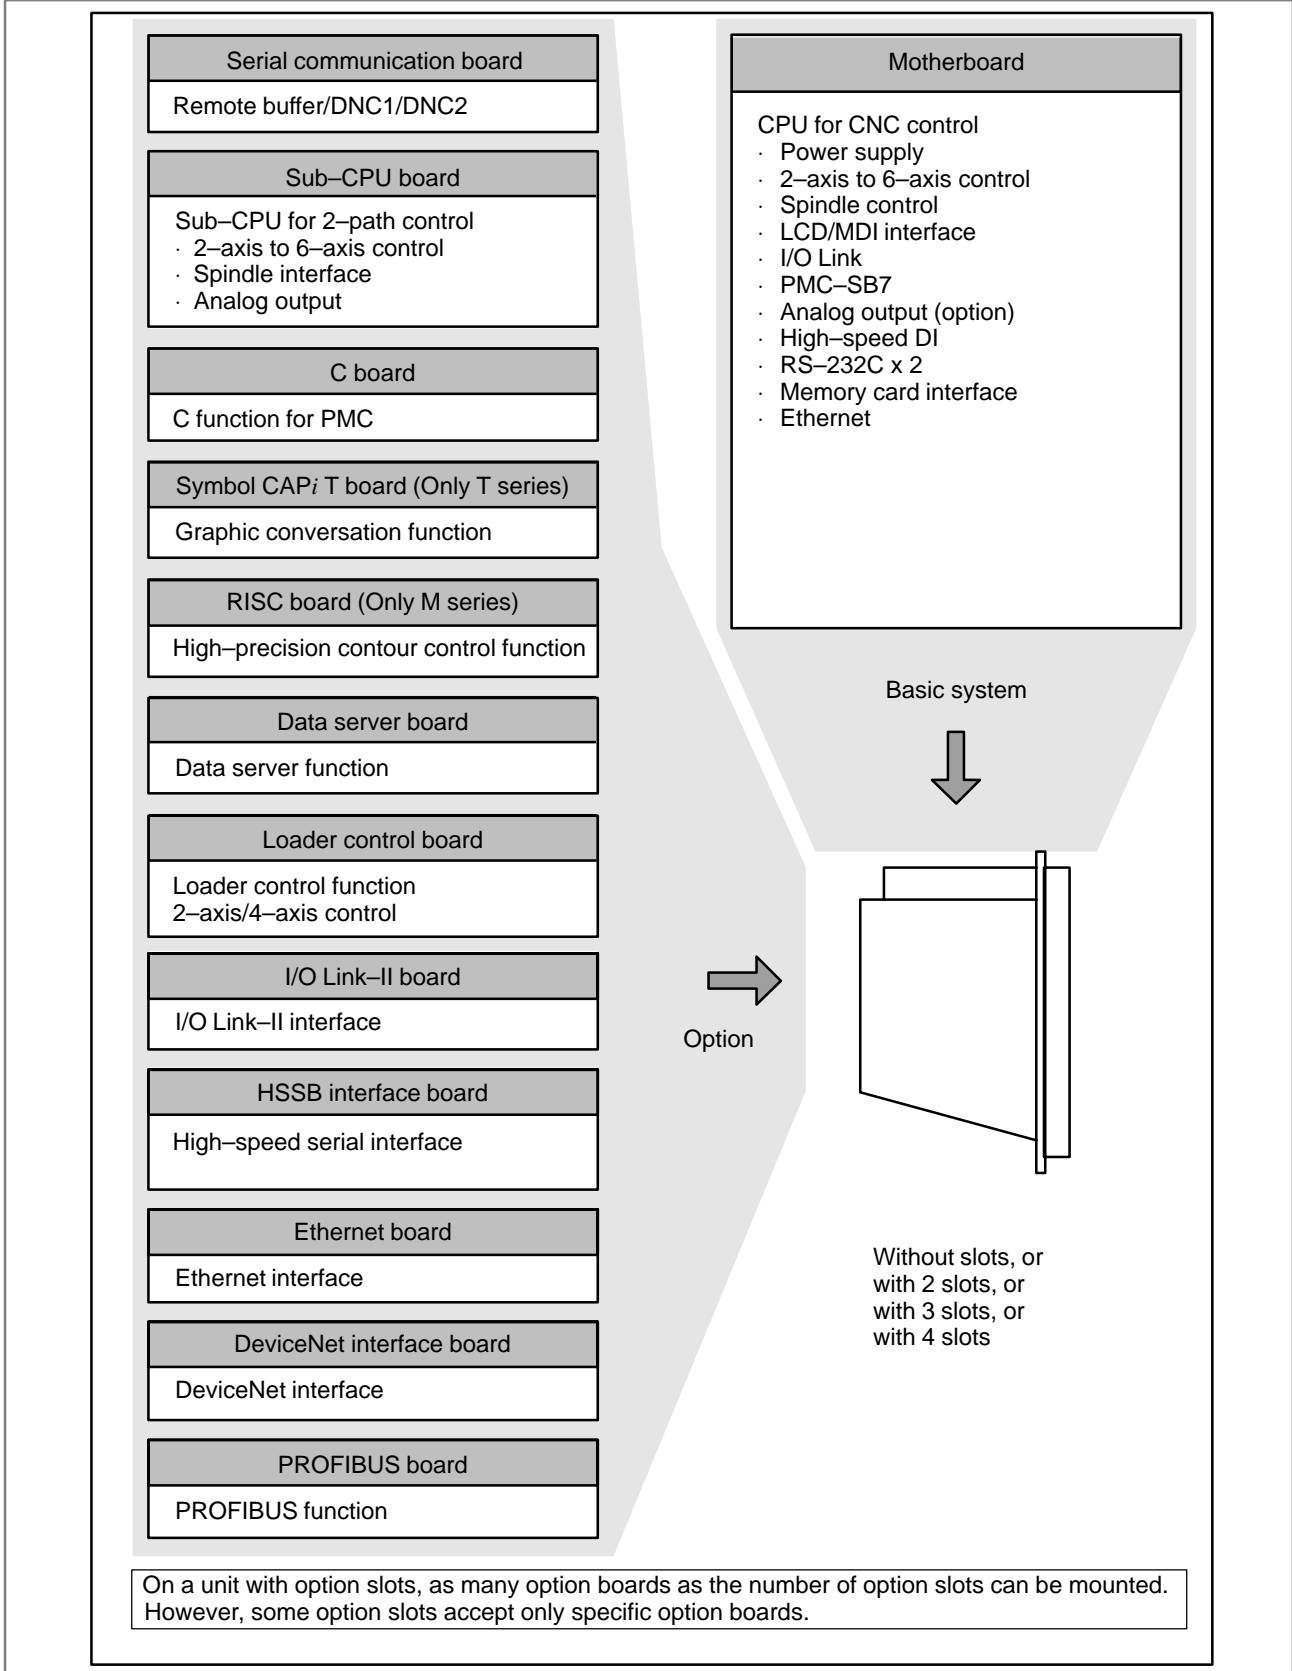 Serial communication board
Remote buffer/DNC1/DNC2
Sub–CPU board
Sub–CPU for 2–path control
· 2–axis to 6–axis control
· Spindle interface
· Analog output
C board
C function for PMC
Symbol CAPi T board (Only T series)
Graphic conversation function
RISC board (Only M series)
High–precision contour control function
Data server board
Data server function
Loader control board
Loader control function
2–axis/4–axis control
I/O Link–II board
I/O Link–II interface
HSSB interface board
High–speed serial interface
Ethernet board
Ethernet interface
DeviceNet interface board
DeviceNet interface
PROFIBUS board
PROFIBUS function
Motherboard
CPU for CNC control
· Power supply
· 2–axis to 6–axis control
· Spindle control
· LCD/MDI interface
· I/O Link
· PMC–SB7
· Analog output (option)
· High–speed DI
· RS–232C x 2
· Memory card interface
· Ethernet
Basic system
Option
Without slots, or
with 2 slots, or
with 3 slots, or
with 4 slots
On a unit with option slots, as many option boards as the number of option slots can be mounted.
However, some option slots accept only specific option boards.